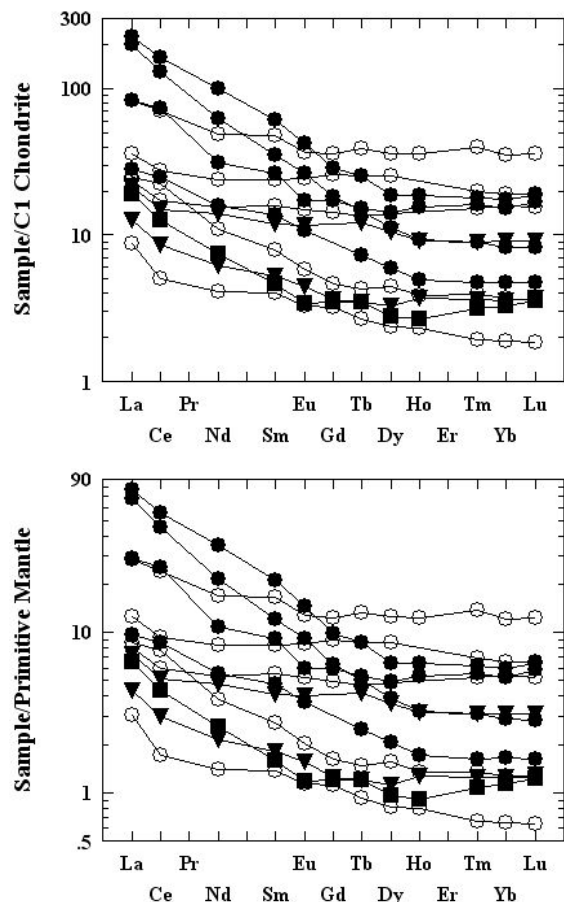 300
100
10
1
Sample/C1 Chondrite
La Pr Eu Tb Ho Tm Lu
Ce Nd Sm Gd Dy Er Yb
90
10
1
.5
Sample/Primitive Mantle
La Pr Eu Tb Ho Tm Lu
Ce Nd Sm Gd Dy Er Yb